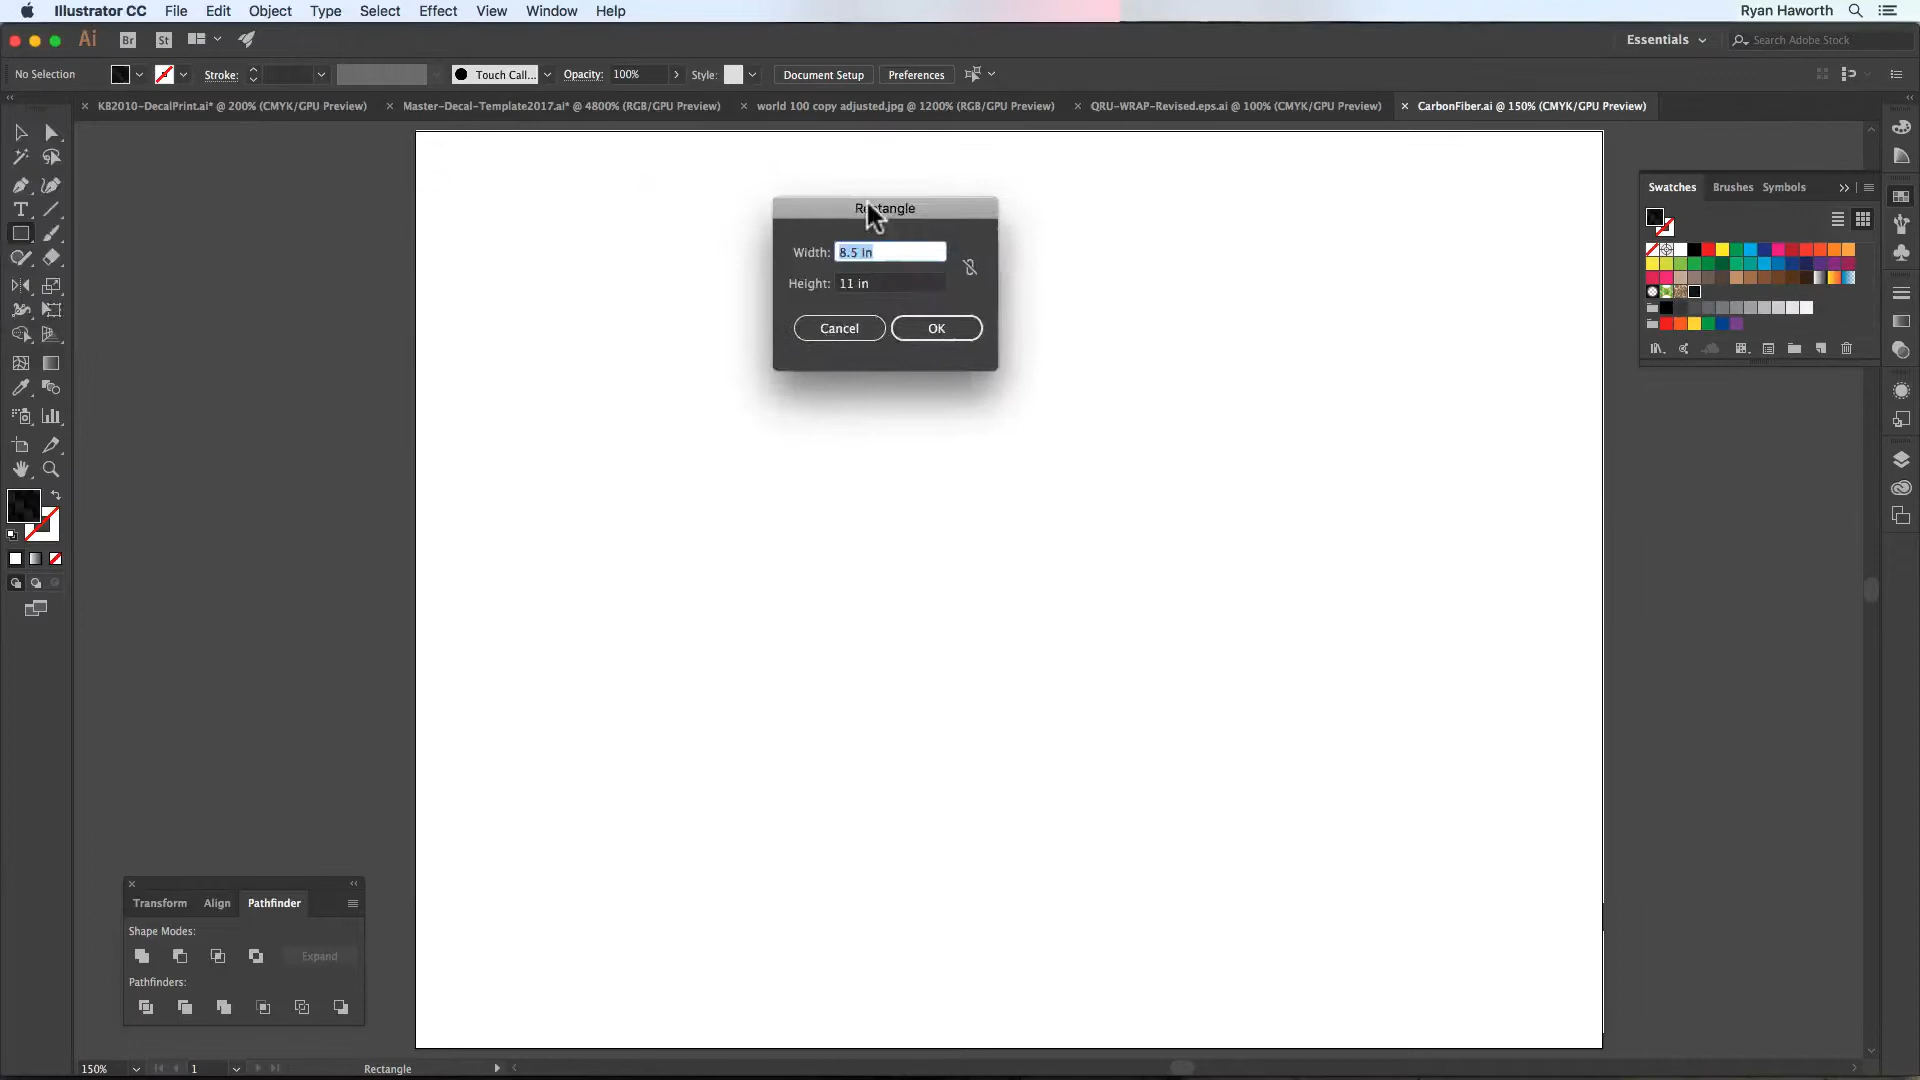 Illustrator CC File Edit Object Type Select Effect View Window Help Ryan Haworth
Ai Br St Essentials Search Adobe Stock
No Selection Stroke: Touch Call... Opacity: 100% Style: Document Setup Preferences
KB2010-DecalPrint.ai* @ 200% (CMYK/GPU Preview) Master-Decal-Template2017.ai* @ 4800% (RGB/GPU Preview) world 100 copy adjusted.jpg @ 1200% (RGB/GPU Preview) QRU-WRAP-Revised.eps.ai @ 100% (CMYK/GPU Preview) CarbonFiber.ai @ 150% (CMYK/GPU Preview)
Swatches Brushes Symbols
Rectangle
Width: 8.5 in
Height: 11 in
Cancel OK
Transform Align Pathfinder
Shape Modes:
Expand
Pathfinders:
150% 1 Rectangle